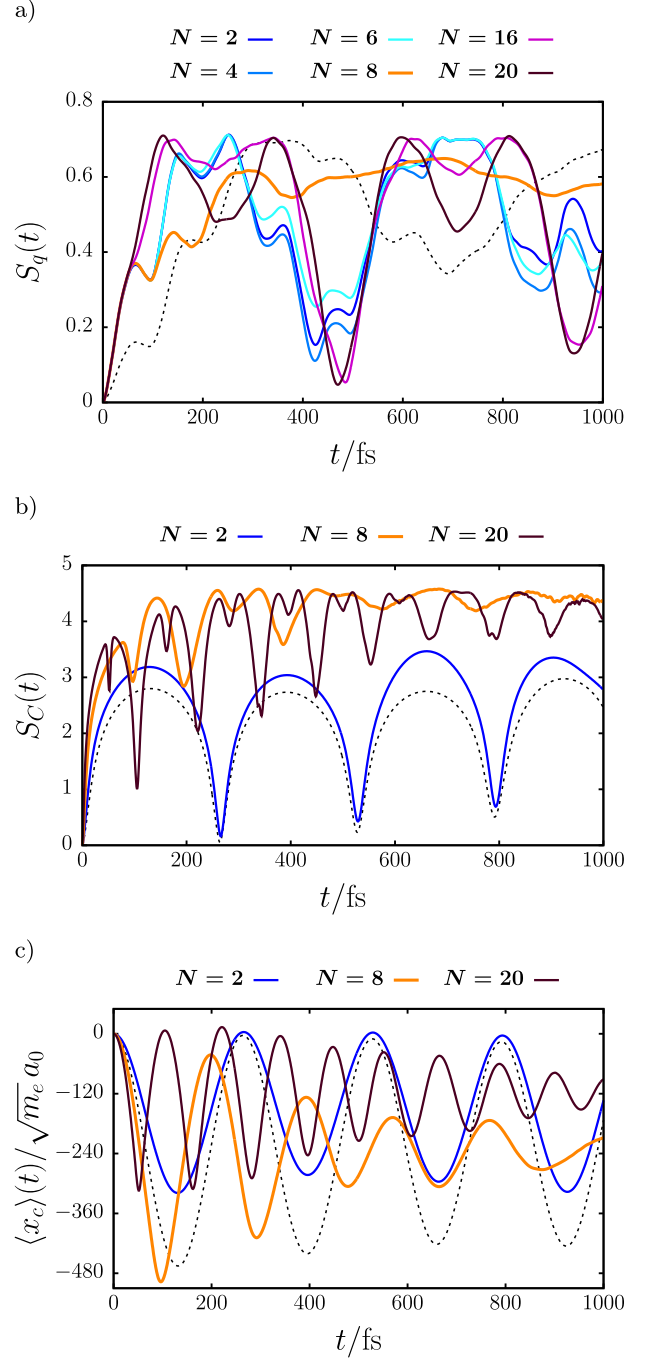 a)
N = 2 N = 6 N = 16
N = 4 N = 8 N = 20
0.8
0.6
0.4
0.2
0
S_q(t)
0 200 400 600 800 1000
t/fs
b)
N = 2 N = 8 N = 20
5
4
3
2
1
0
S_C(t)
0 200 400 600 800 1000
t/fs
c)
N = 2 N = 8 N = 20
0
−120
−240
−360
−480
⟨x_c⟩(t)/√m_e a_0
0 200 400 600 800 1000
t/fs